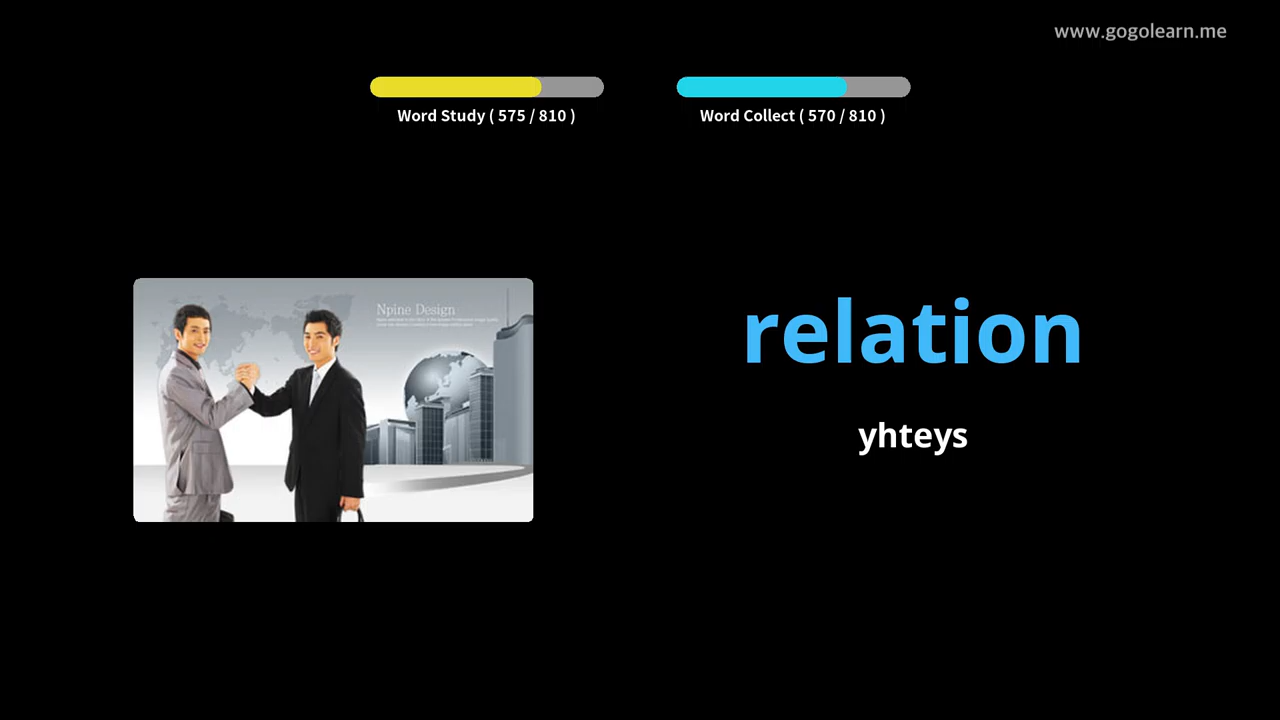 www.gogolearn.me
Word Study ( 575 / 810 )
Word Collect ( 570 / 810 )
Npine Design
relation
yhteys